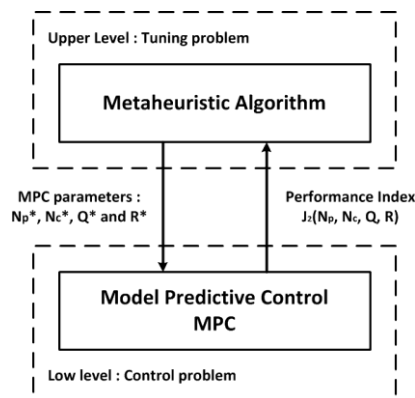 Upper Level : Tuning problem
Metaheuristic Algorithm
MPC parameters :
Np*, Nc*, Q* and R*
Performance Index
J₂(Np, Nc, Q, R)
Model Predictive Control
MPC
Low level : Control problem